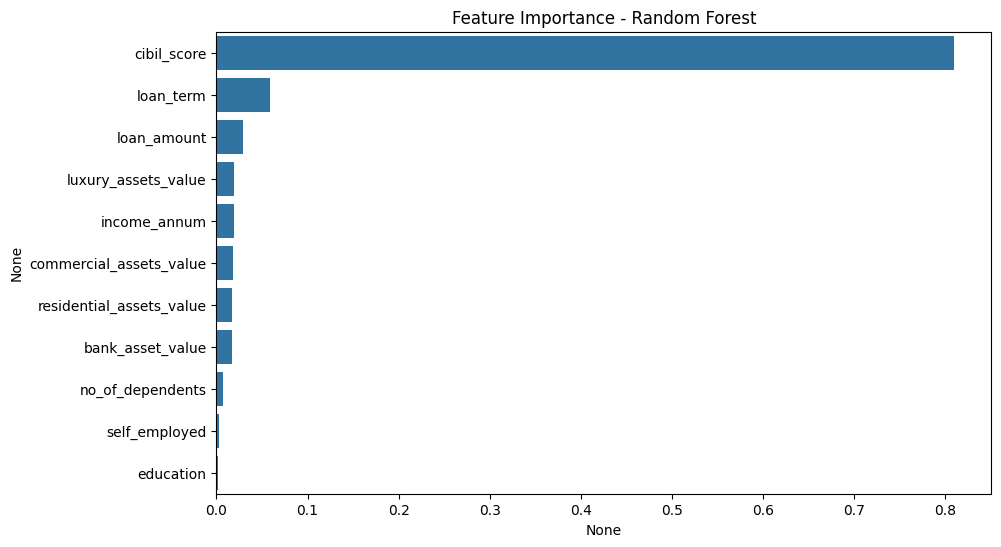 Feature Importance - Random Forest
cibil_score
loan_term
loan_amount
luxury_assets_value
income_annum
commercial_assets_value
residential_assets_value
bank_asset_value
no_of_dependents
self_employed
education
None
0.0 0.1 0.2 0.3 0.4 0.5 0.6 0.7 0.8
None